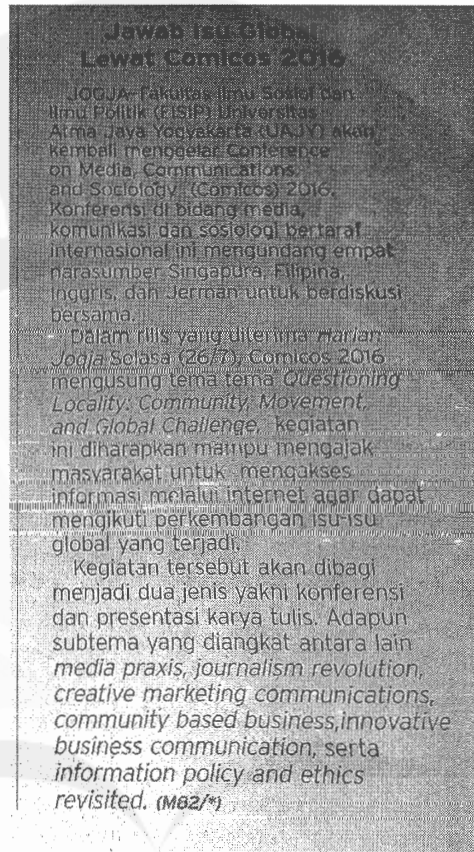 Jawab Isu Global
Lewat Comicos 2016
JOGJA-Fakultas Ilmu Sosial dan
Ilmu Politik (FISIP) Universitas
Atma Jaya Yogyakarta (UAJY) akan
kembali menggelar Conference
on Media, Communications,
and Sociology (Comicos) 2016.
Konferensi di bidang media,
komunikasi dan sosiologi bertaraf
internasional ini mengundang empat
narasumber Singapura, Filipina,
Inggris, dan Jerman untuk berdiskusi
bersama.
Dalam rilis yang diterima Harian
Jogja Selasa (26/7), Comicos 2016
mengusung tema tema Questioning
Locality: Community, Movement,
and Global Challenge, kegiatan
ini diharapkan mampu mengajak
masyarakat untuk mengakses
informasi melalui internet agar dapat
mengikuti perkembangan isu-isu
global yang terjadi.
Kegiatan tersebut akan dibagi
menjadi dua jenis yakni konferensi
dan presentasi karya tulis. Adapun
subtema yang diangkat antara lain
media praxis, journalism revolution,
creative marketing communications,
community based business,innovative
business communication, serta
information policy and ethics
revisited. (M82/*)